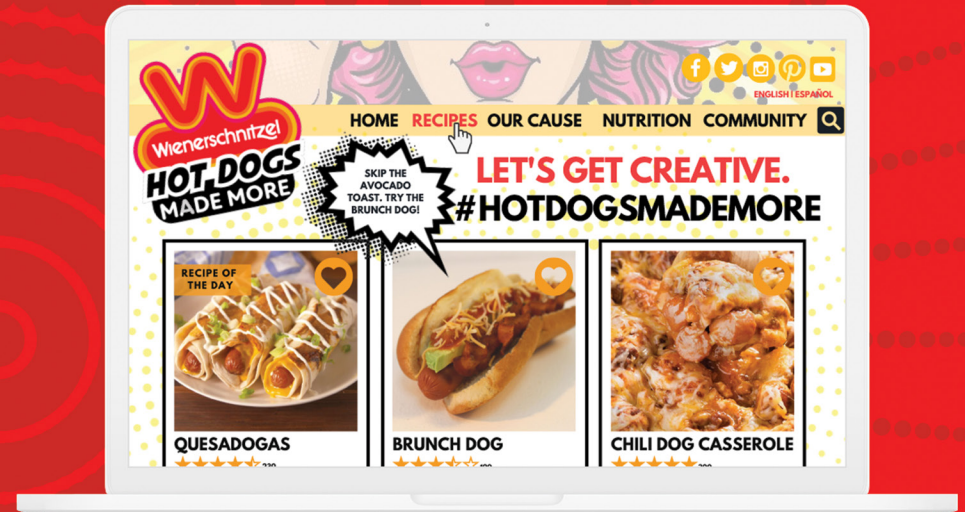 Wienerschnitzel
HOT DOGS
MADE MORE
ENGLISH | ESPAÑOL
HOME RECIPES OUR CAUSE NUTRITION COMMUNITY
SKIP THE
AVOCADO
TOAST. TRY THE
BRUNCH DOG!
LET'S GET CREATIVE.
#HOTDOGSMADEMORE
RECIPE OF
THE DAY
QUESADOGAS
BRUNCH DOG
CHILI DOG CASSEROLE